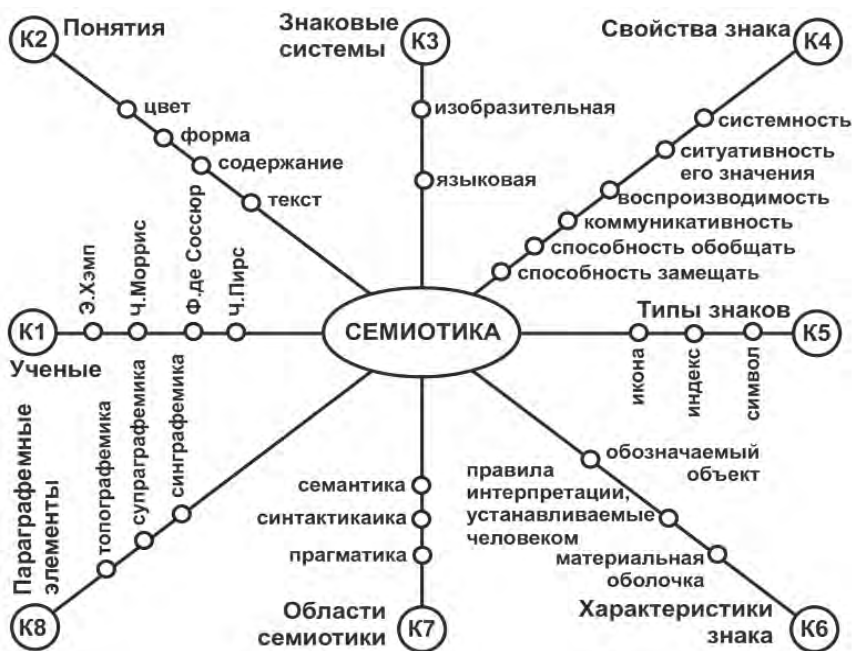 К2
Понятия
цвет
форма
содержание
текст
Знаковые
системы
К3
изобразительная
языковая
Свойства знака
К4
системность
ситуативность
его значения
воспроизводимость
коммуникативность
способность обобщать
способность замещать
К1
Ученые
Э.Хэмп
Ч.Моррис
Ф.де Соссюр
Ч.Пирс
СЕМИОТИКА
Типы знаков
К5
икона
индекс
символ
Параграфемные
элементы
К8
топографемика
супраграфемика
синграфемика
семантика
синтактикаика
прагматика
Области
семиотики
К7
обозначаемый
объект
правила
интерпретации,
устанавливаемые
человеком
материальная
оболочка
Характеристики
знака
К6